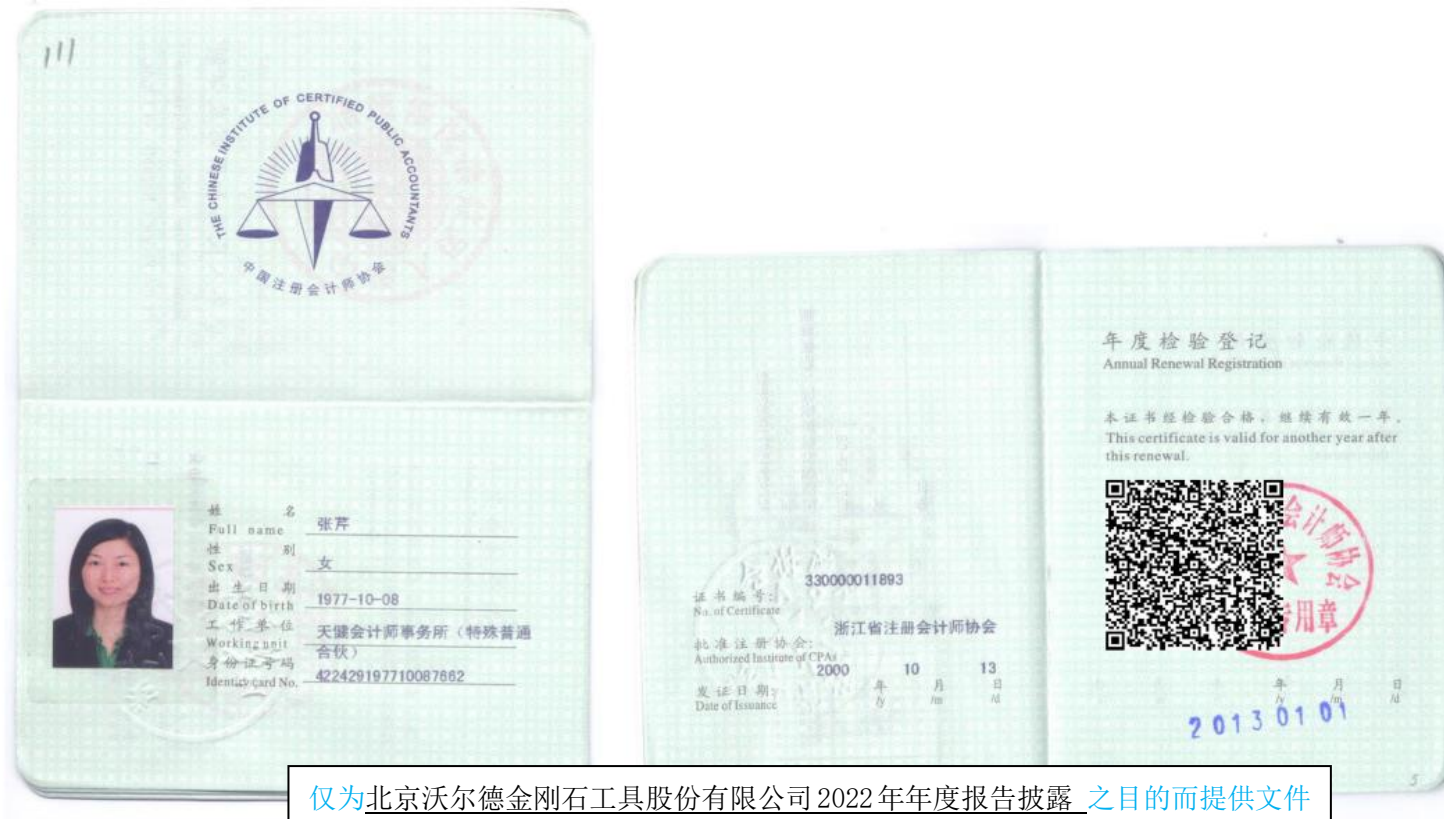 111
THE CHINESE INSTITUTE OF CERTIFIED PUBLIC ACCOUNTANTS
中国注册会计师协会
姓 名
Full name 张芹
性 别
Sex 女
出生日期
Date of birth 1977-10-08
工作单位
Working unit 天健会计师事务所（特殊普通
合伙）
身份证号码
Identity card No. 422429197710087662
330000011893
证书编号:
No. of Certificate
浙江省注册会计师协会
批准注册协会:
Authorized Institute of CPAs
2000 10 13
发证日期: 年 月 日
Date of Issuance /y /m /d
年度检验登记
Annual Renewal Registration
本证书经检验合格，继续有效一年。
This certificate is valid for another year after
this renewal.
会计师协会
专用章
年 月 日
/y /m /d
2013 01 01
5
仅为北京沃尔德金刚石工具股份有限公司2022年年度报告披露 之目的而提供文件